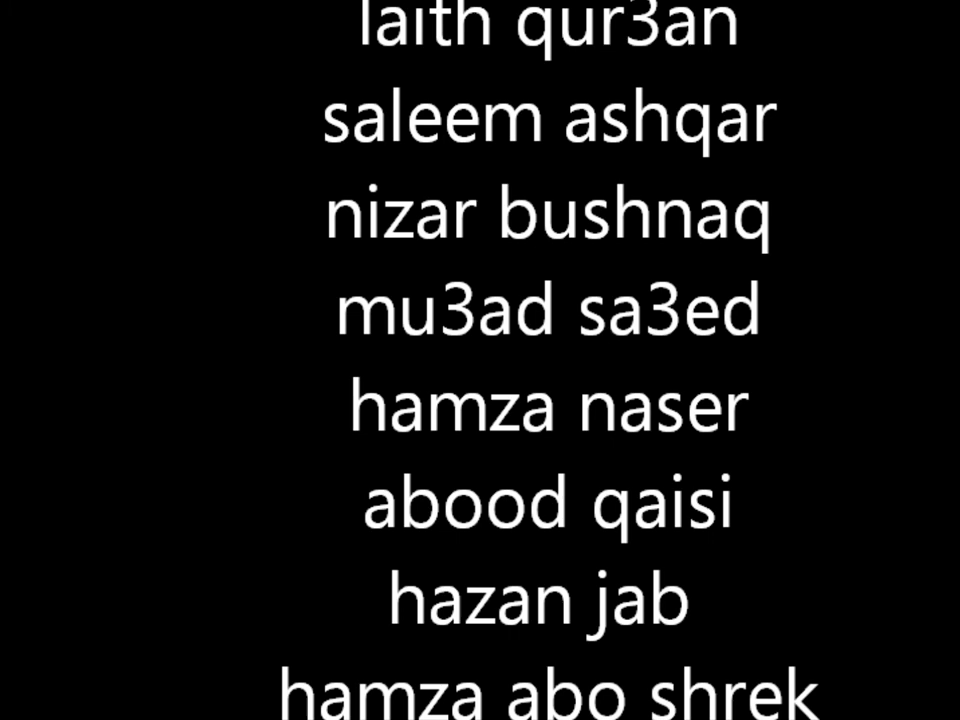 laith qur3an
saleem ashqar
nizar bushnaq
mu3ad sa3ed
hamza naser
abood qaisi
hazan jab
hamza abo shrek